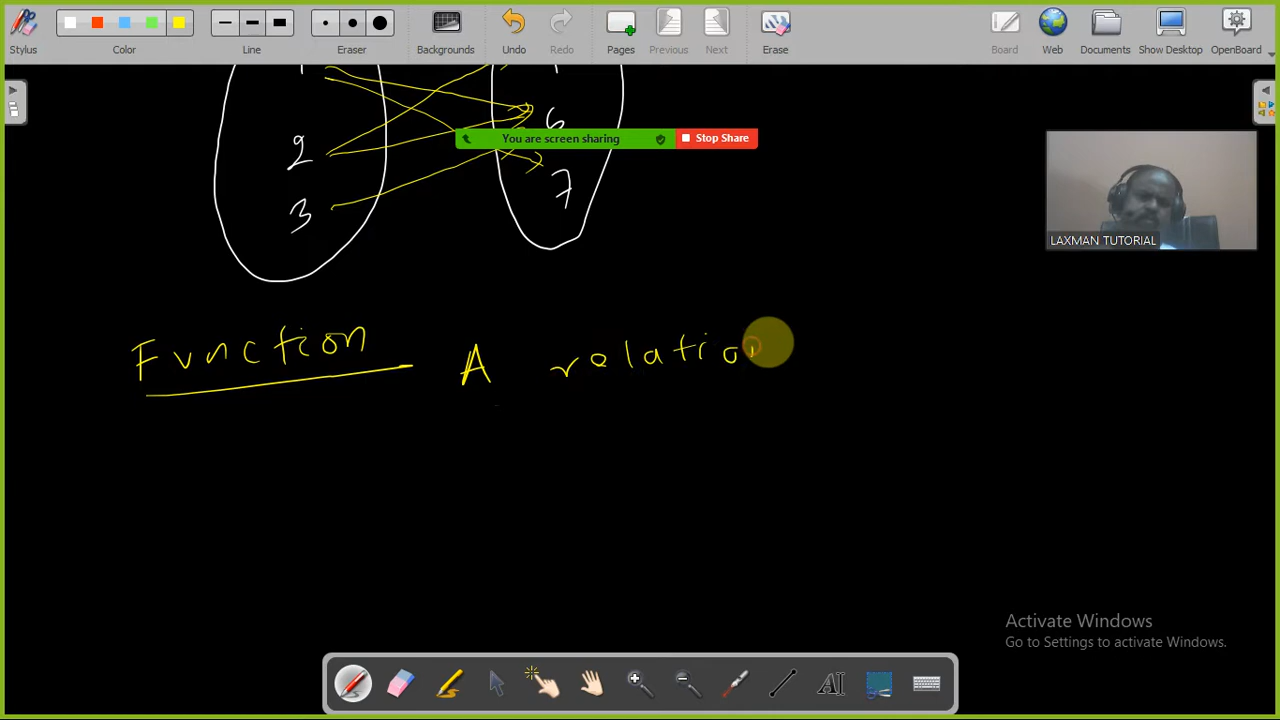 Stylus Color Line Eraser Backgrounds Undo Redo Pages Previous Next Erase Board Web Documents Show Desktop OpenBoard
1
6
2
You are screen sharing Stop Share
7
3
LAXMAN TUTORIAL
Function A relation
Activate Windows
Go to Settings to activate Windows.